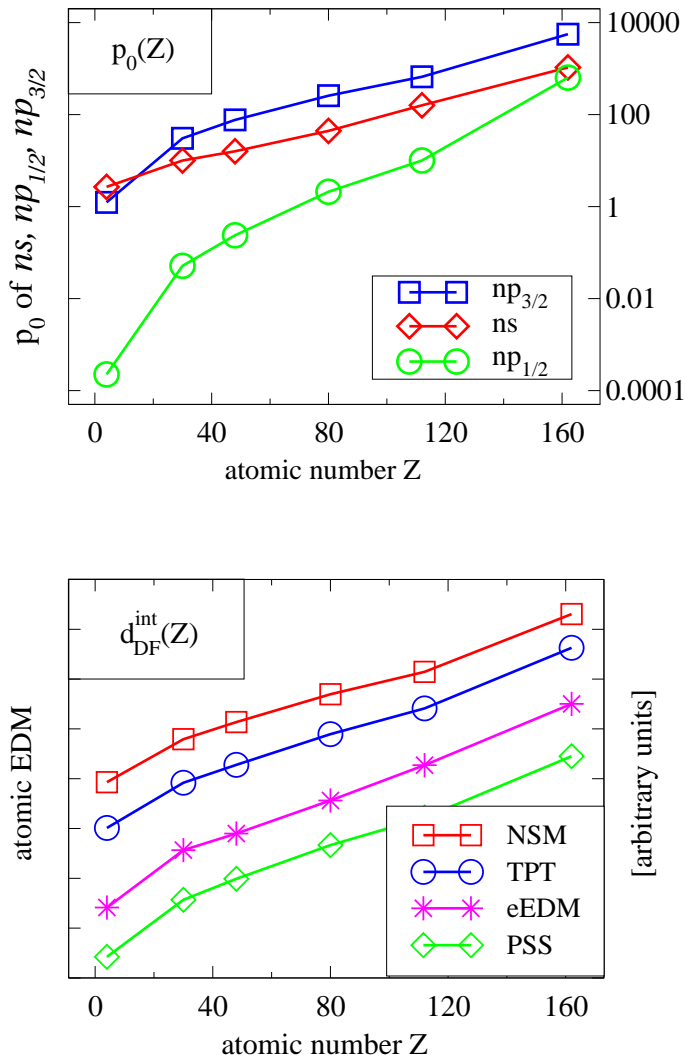 p₀(Z)
p₀ of ns, np₁/₂, np₃/₂
10000
100
1
0.01
0.0001
np₃/₂
ns
np₁/₂
0 40 80 120 160
atomic number Z
d_DF^int(Z)
atomic EDM
[arbitrary units]
NSM
TPT
eEDM
PSS
0 40 80 120 160
atomic number Z